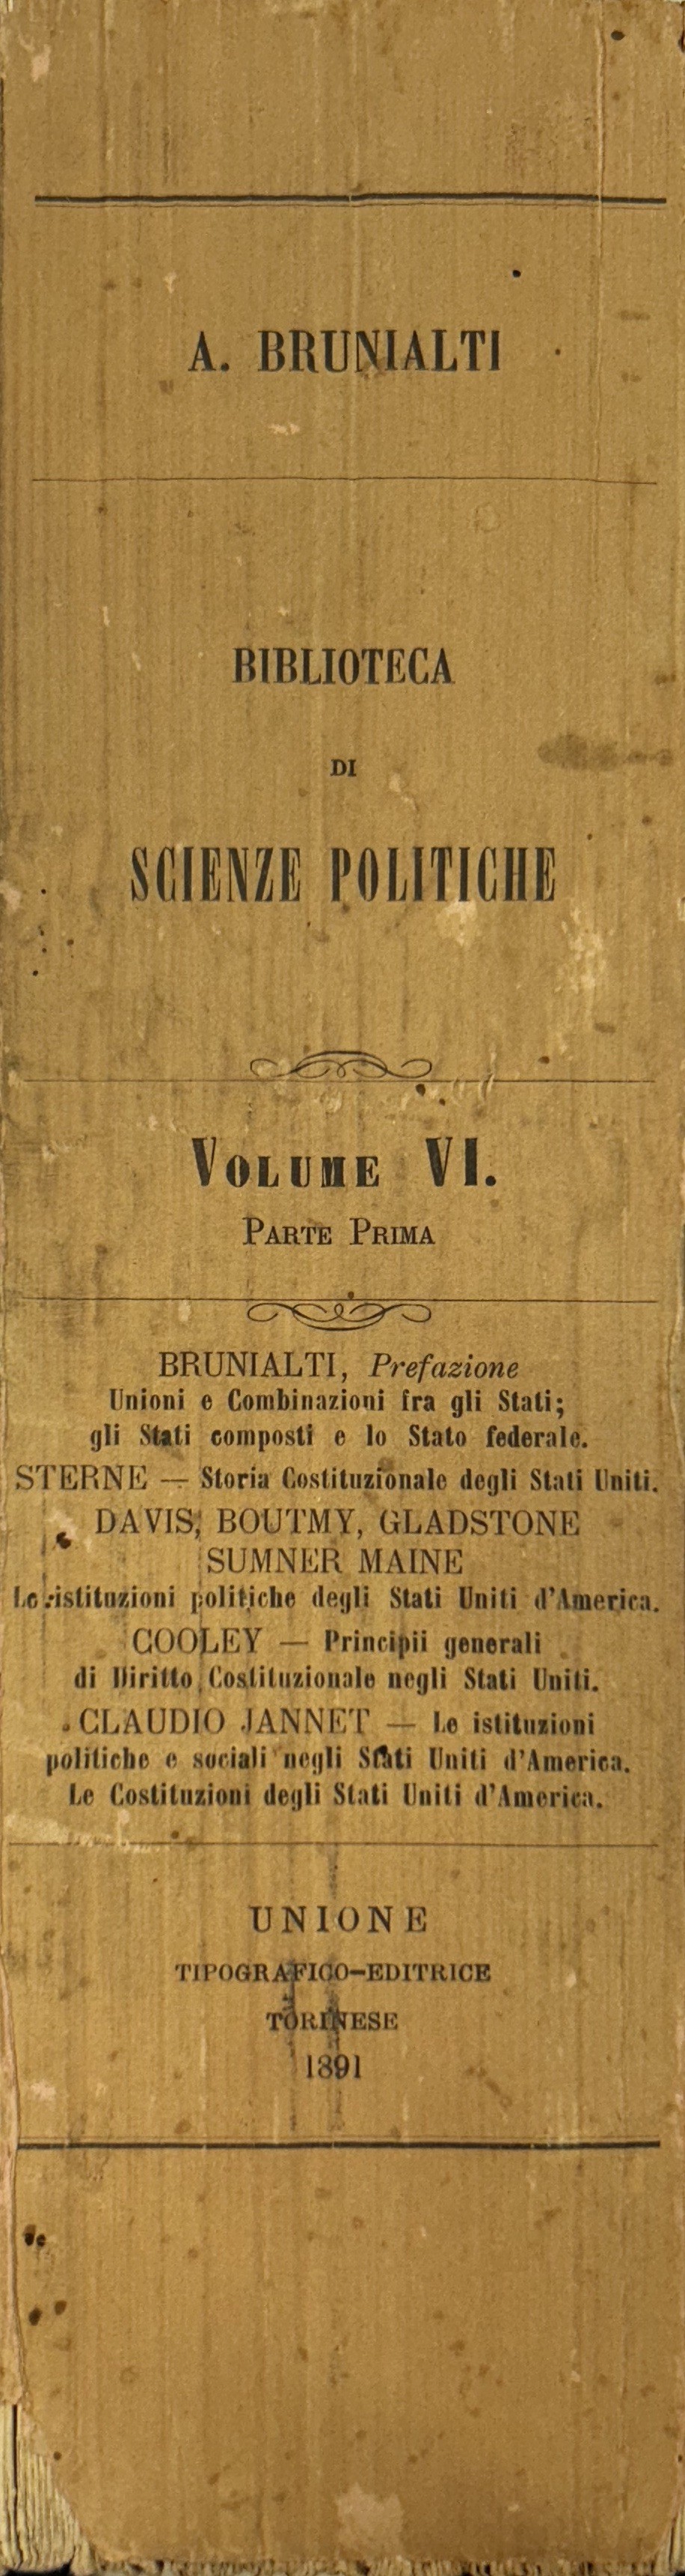 A. BRUNIALTI
BIBLIOTECA
DI
SCIENZE POLITICHE
VOLUME VI.
PARTE PRIMA
BRUNIALTI, Prefazione
Unioni e Combinazioni fra gli Stati;
gli Stati composti e lo Stato federale.
STERNE — Storia Costituzionale degli Stati Uniti.
DAVIS, BOUTMY, GLADSTONE
SUMNER MAINE
Le istituzioni politiche degli Stati Uniti d'America.
COOLEY — Principii generali
di Diritto Costituzionale negli Stati Uniti.
CLAUDIO JANNET — Le istituzioni
politiche e sociali negli Stati Uniti d'America.
Le Costituzioni degli Stati Uniti d'America.
UNIONE
TIPOGRAFICO-EDITRICE
TORINESE
1891